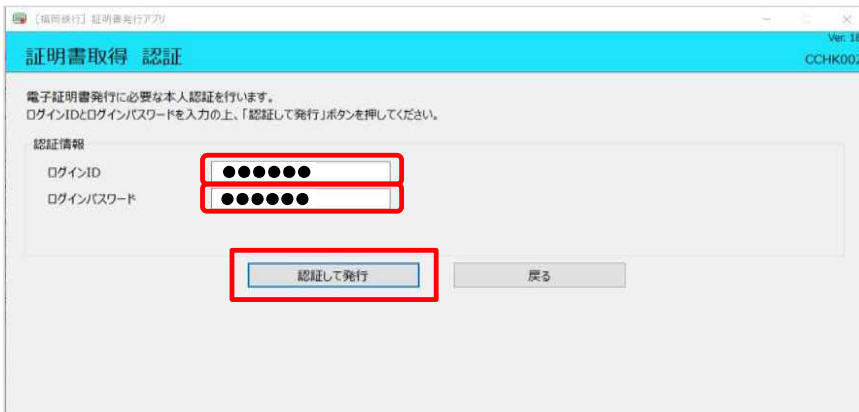 ［福岡銀行］証明書発行アプリ
Ver. 18
証明書取得 認証
CCHK002
電子証明書発行に必要な本人認証を行います。
ログインIDとログインパスワードを入力の上、「認証して発行」ボタンを押してください。
認証情報
ログインID ●●●●●●
ログインパスワード ●●●●●●
認証して発行 戻る